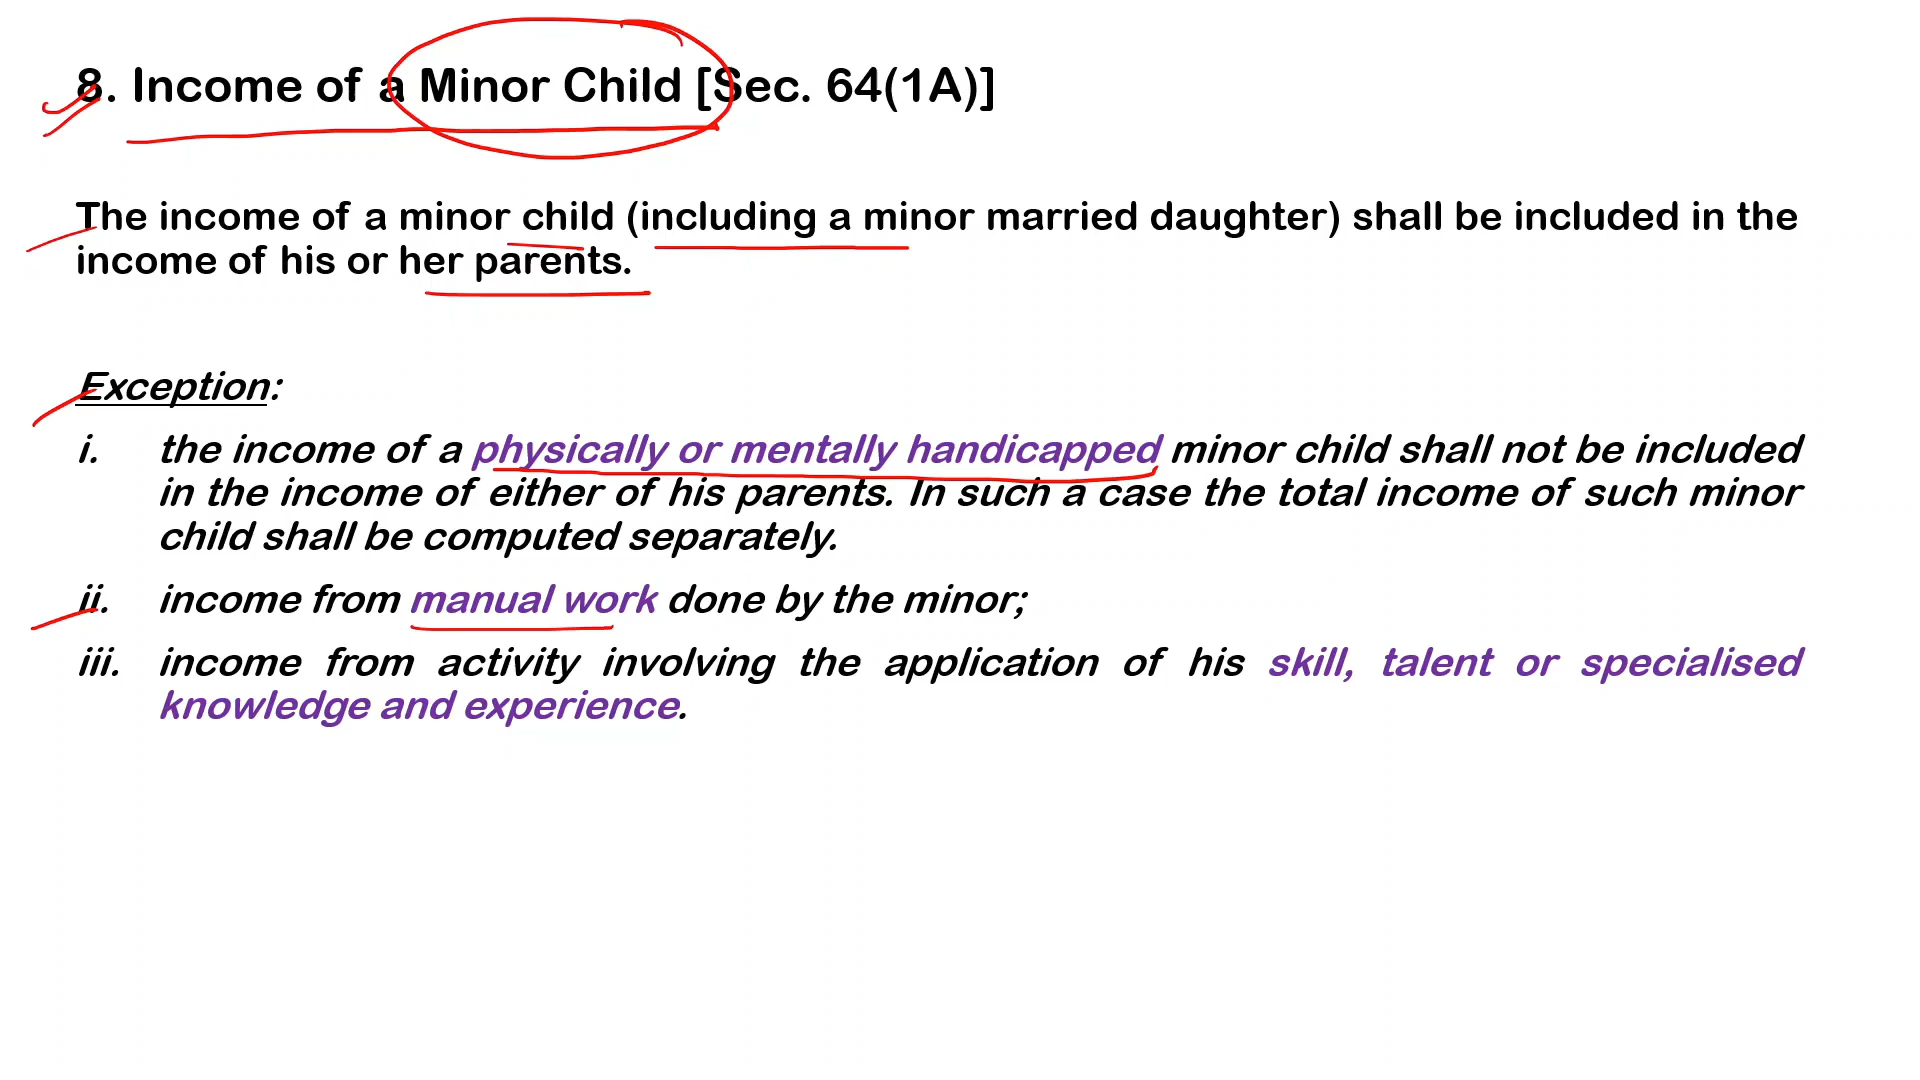 8. Income of a Minor Child [Sec. 64(1A)]
The income of a minor child (including a minor married daughter) shall be included in the
income of his or her parents.
Exception:
i. the income of a physically or mentally handicapped minor child shall not be included
in the income of either of his parents. In such a case the total income of such minor
child shall be computed separately.
ii. income from manual work done by the minor;
iii. income from activity involving the application of his skill, talent or specialised
knowledge and experience.